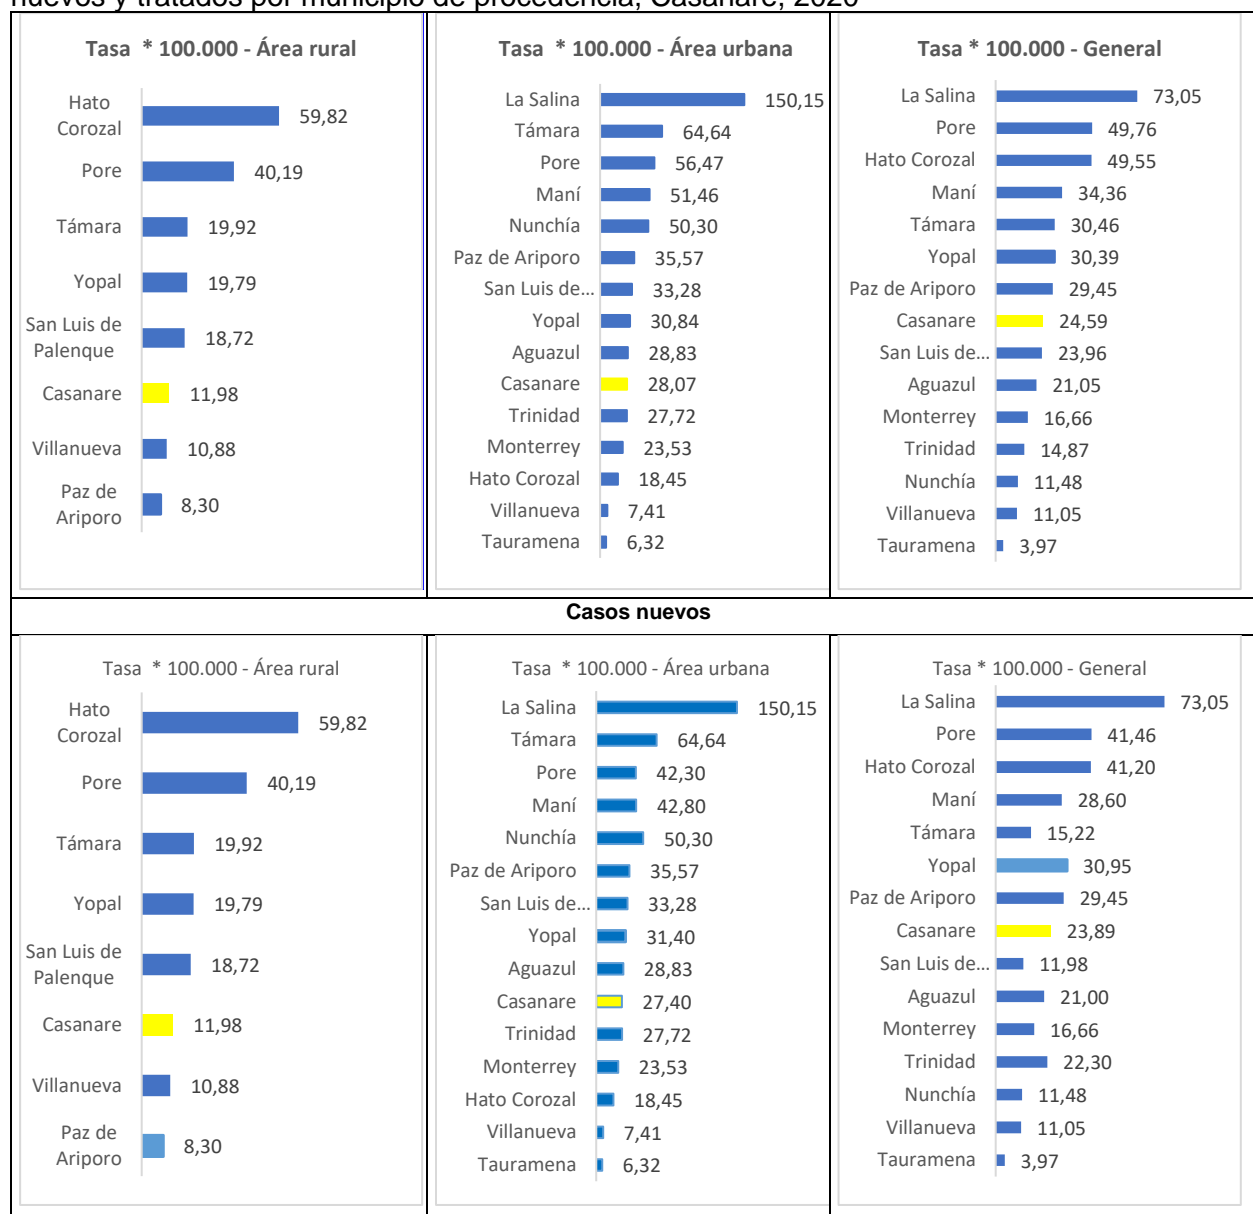 nuevos y tratados por municipio de procedencia, Casanare, 2020
Tasa * 100.000 - Área rural
Hato
Corozal
59,82
Pore
40,19
Támara
19,92
Yopal
19,79
San Luis de
Palenque
18,72
Casanare
11,98
Villanueva
10,88
Paz de
Ariporo
8,30
Tasa * 100.000 - Área urbana
La Salina
150,15
Támara
64,64
Pore
56,47
Maní
51,46
Nunchía
50,30
Paz de Ariporo
35,57
San Luis de...
33,28
Yopal
30,84
Aguazul
28,83
Casanare
28,07
Trinidad
27,72
Monterrey
23,53
Hato Corozal
18,45
Villanueva
7,41
Tauramena
6,32
Tasa * 100.000 - General
La Salina
73,05
Pore
49,76
Hato Corozal
49,55
Maní
34,36
Támara
30,46
Yopal
30,39
Paz de Ariporo
29,45
Casanare
24,59
San Luis de...
23,96
Aguazul
21,05
Monterrey
16,66
Trinidad
14,87
Nunchía
11,48
Villanueva
11,05
Tauramena
3,97
Casos nuevos
Tasa * 100.000 - Área rural
Hato
Corozal
59,82
Pore
40,19
Támara
19,92
Yopal
19,79
San Luis de
Palenque
18,72
Casanare
11,98
Villanueva
10,88
Paz de
Ariporo
8,30
Tasa * 100.000 - Área urbana
La Salina
150,15
Támara
64,64
Pore
42,30
Maní
42,80
Nunchía
50,30
Paz de Ariporo
35,57
San Luis de...
33,28
Yopal
31,40
Aguazul
28,83
Casanare
27,40
Trinidad
27,72
Monterrey
23,53
Hato Corozal
18,45
Villanueva
7,41
Tauramena
6,32
Tasa * 100.000 - General
La Salina
73,05
Pore
41,46
Hato Corozal
41,20
Maní
28,60
Támara
15,22
Yopal
30,95
Paz de Ariporo
29,45
Casanare
23,89
San Luis de...
11,98
Aguazul
21,00
Monterrey
16,66
Trinidad
22,30
Nunchía
11,48
Villanueva
11,05
Tauramena
3,97